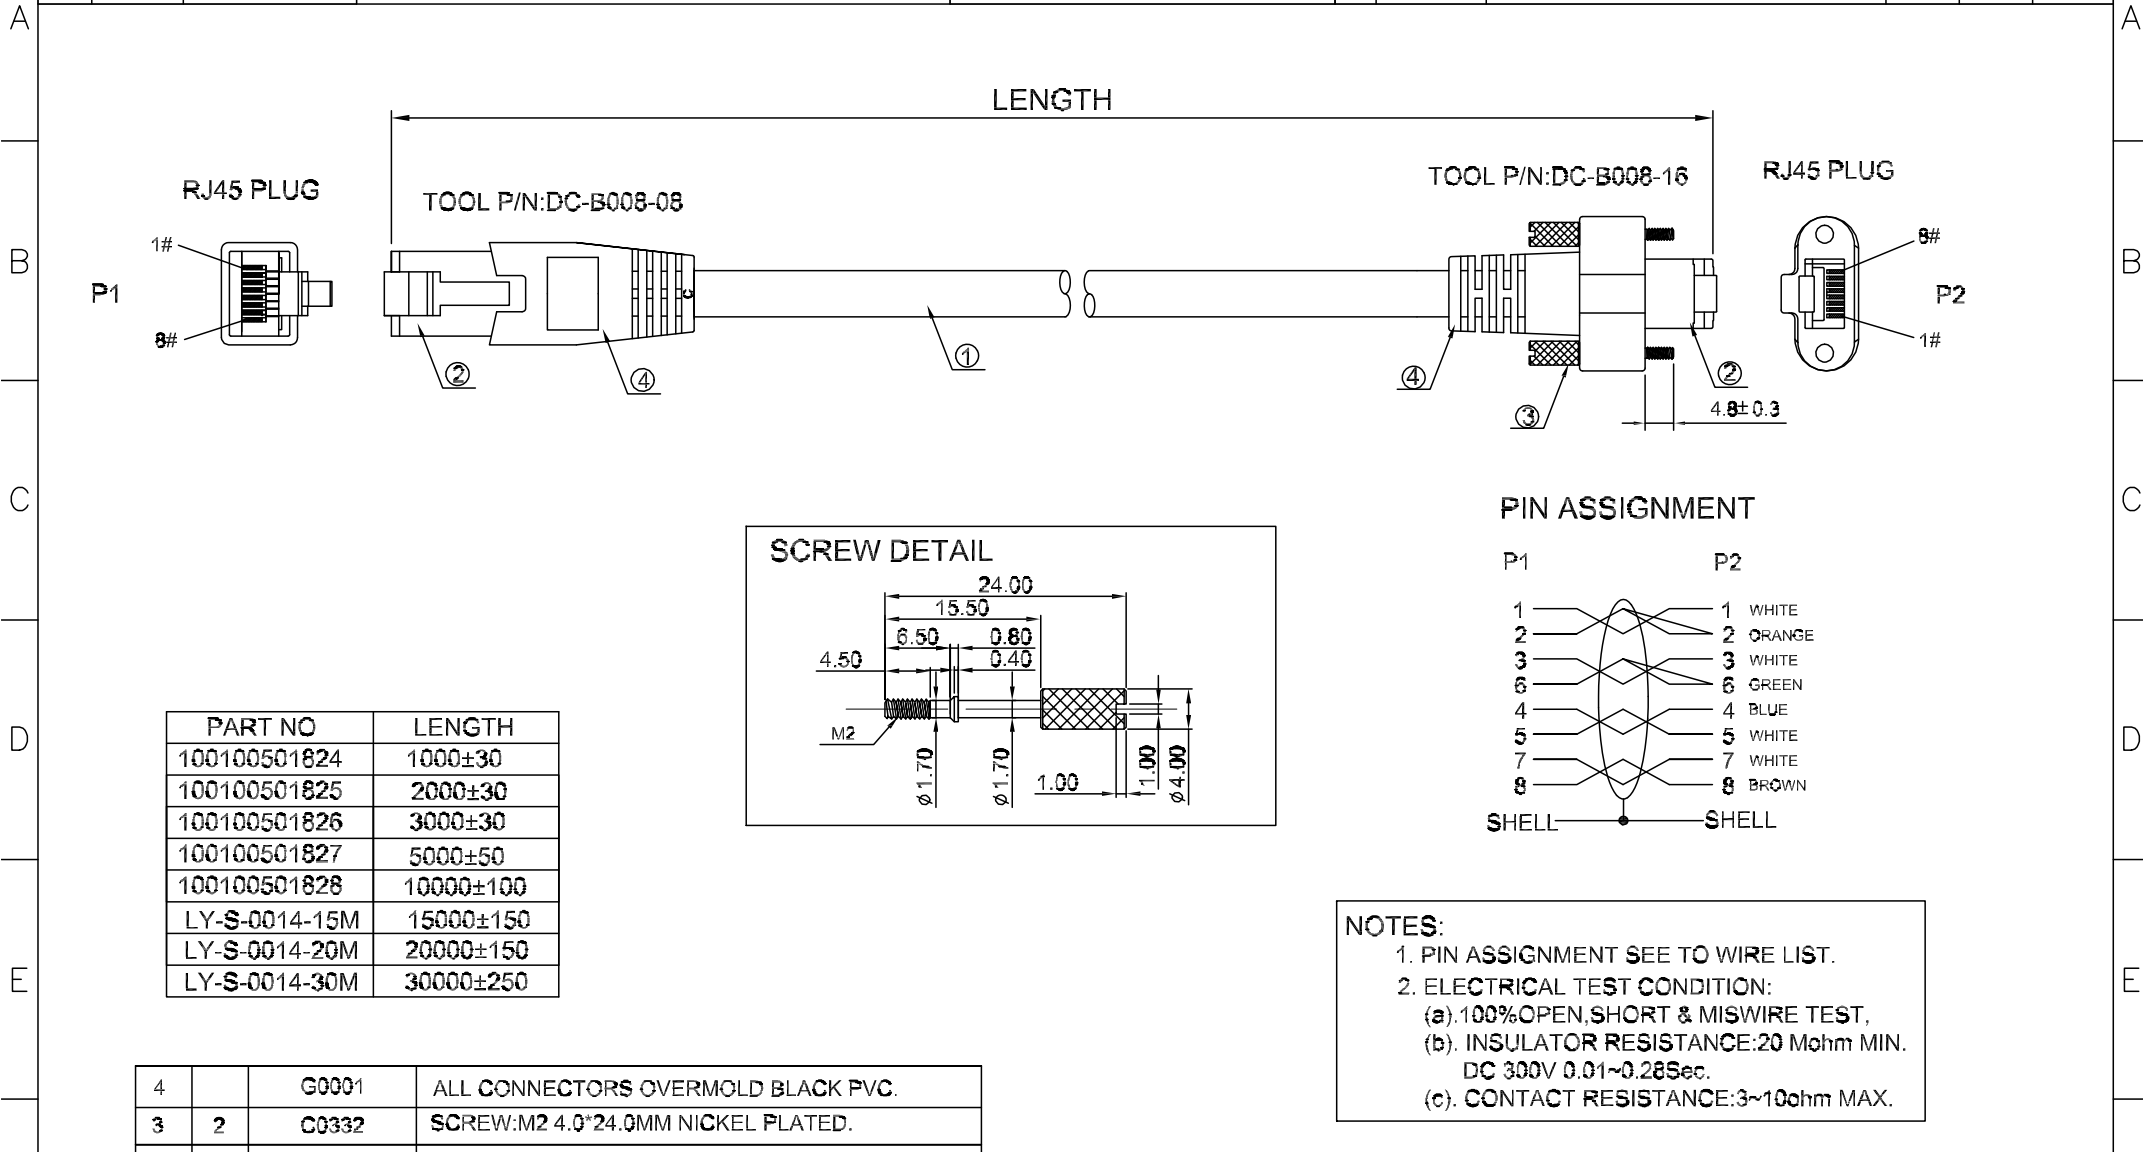 A A
LENGTH
RJ45 PLUG
TOOL P/N:DC-B008-08
TOOL P/N:DC-B008-16
RJ45 PLUG
1#
8#
P1
8#
1#
P2
B B
C
2
4
1
4
3
2
4.8±0.3
C C
SCREW DETAIL
24.00
15.50
6.50 0.80
4.50 0.40
M2
ϕ1.70
ϕ1.70
1.00
1.00
ϕ4.00
PIN ASSIGNMENT
P1 P2
1 1 WHITE
2 2 ORANGE
3 3 WHITE
6 6 GREEN
4 4 BLUE
5 5 WHITE
7 7 WHITE
8 8 BROWN
SHELL SHELL
D D
PART NO LENGTH
100100501824 1000±30
100100501825 2000±30
100100501826 3000±30
100100501827 5000±50
100100501828 10000±100
LY-S-0014-15M 15000±150
LY-S-0014-20M 20000±150
LY-S-0014-30M 30000±250
E E
NOTES:
1. PIN ASSIGNMENT SEE TO WIRE LIST.
2. ELECTRICAL TEST CONDITION:
(a).100%OPEN,SHORT & MISWIRE TEST,
(b). INSULATOR RESISTANCE:20 Mohm MIN.
DC 300V 0.01~0.28Sec.
(c). CONTACT RESISTANCE:3~10ohm MAX.
4 G0001 ALL CONNECTORS OVERMOLD BLACK PVC.
3 2 C0332 SCREW:M2 4.0*24.0MM NICKEL PLATED.